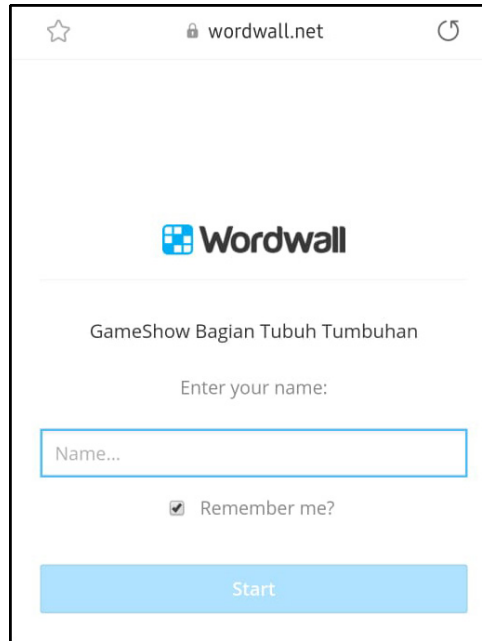 wordwall.net
Wordwall
GameShow Bagian Tubuh Tumbuhan
Enter your name:
Name...
Remember me?
Start